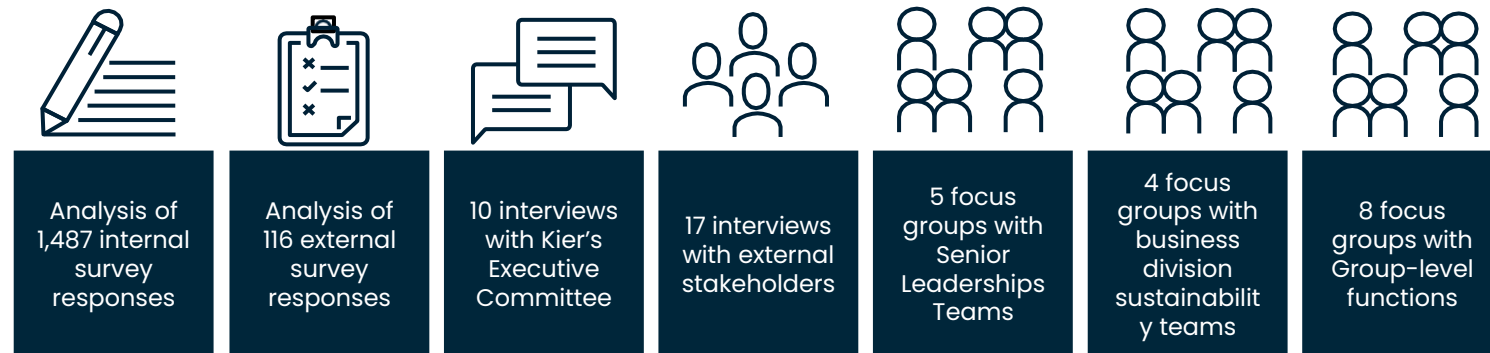 Analysis of
1,487 internal
survey
responses
Analysis of
116 external
survey
responses
10 interviews
with Kier’s
Executive
Committee
17 interviews
with external
stakeholders
5 focus
groups with
Senior
Leaderships
Teams
4 focus
groups with
business
division
sustainabilit
y teams
8 focus
groups with
Group-level
functions